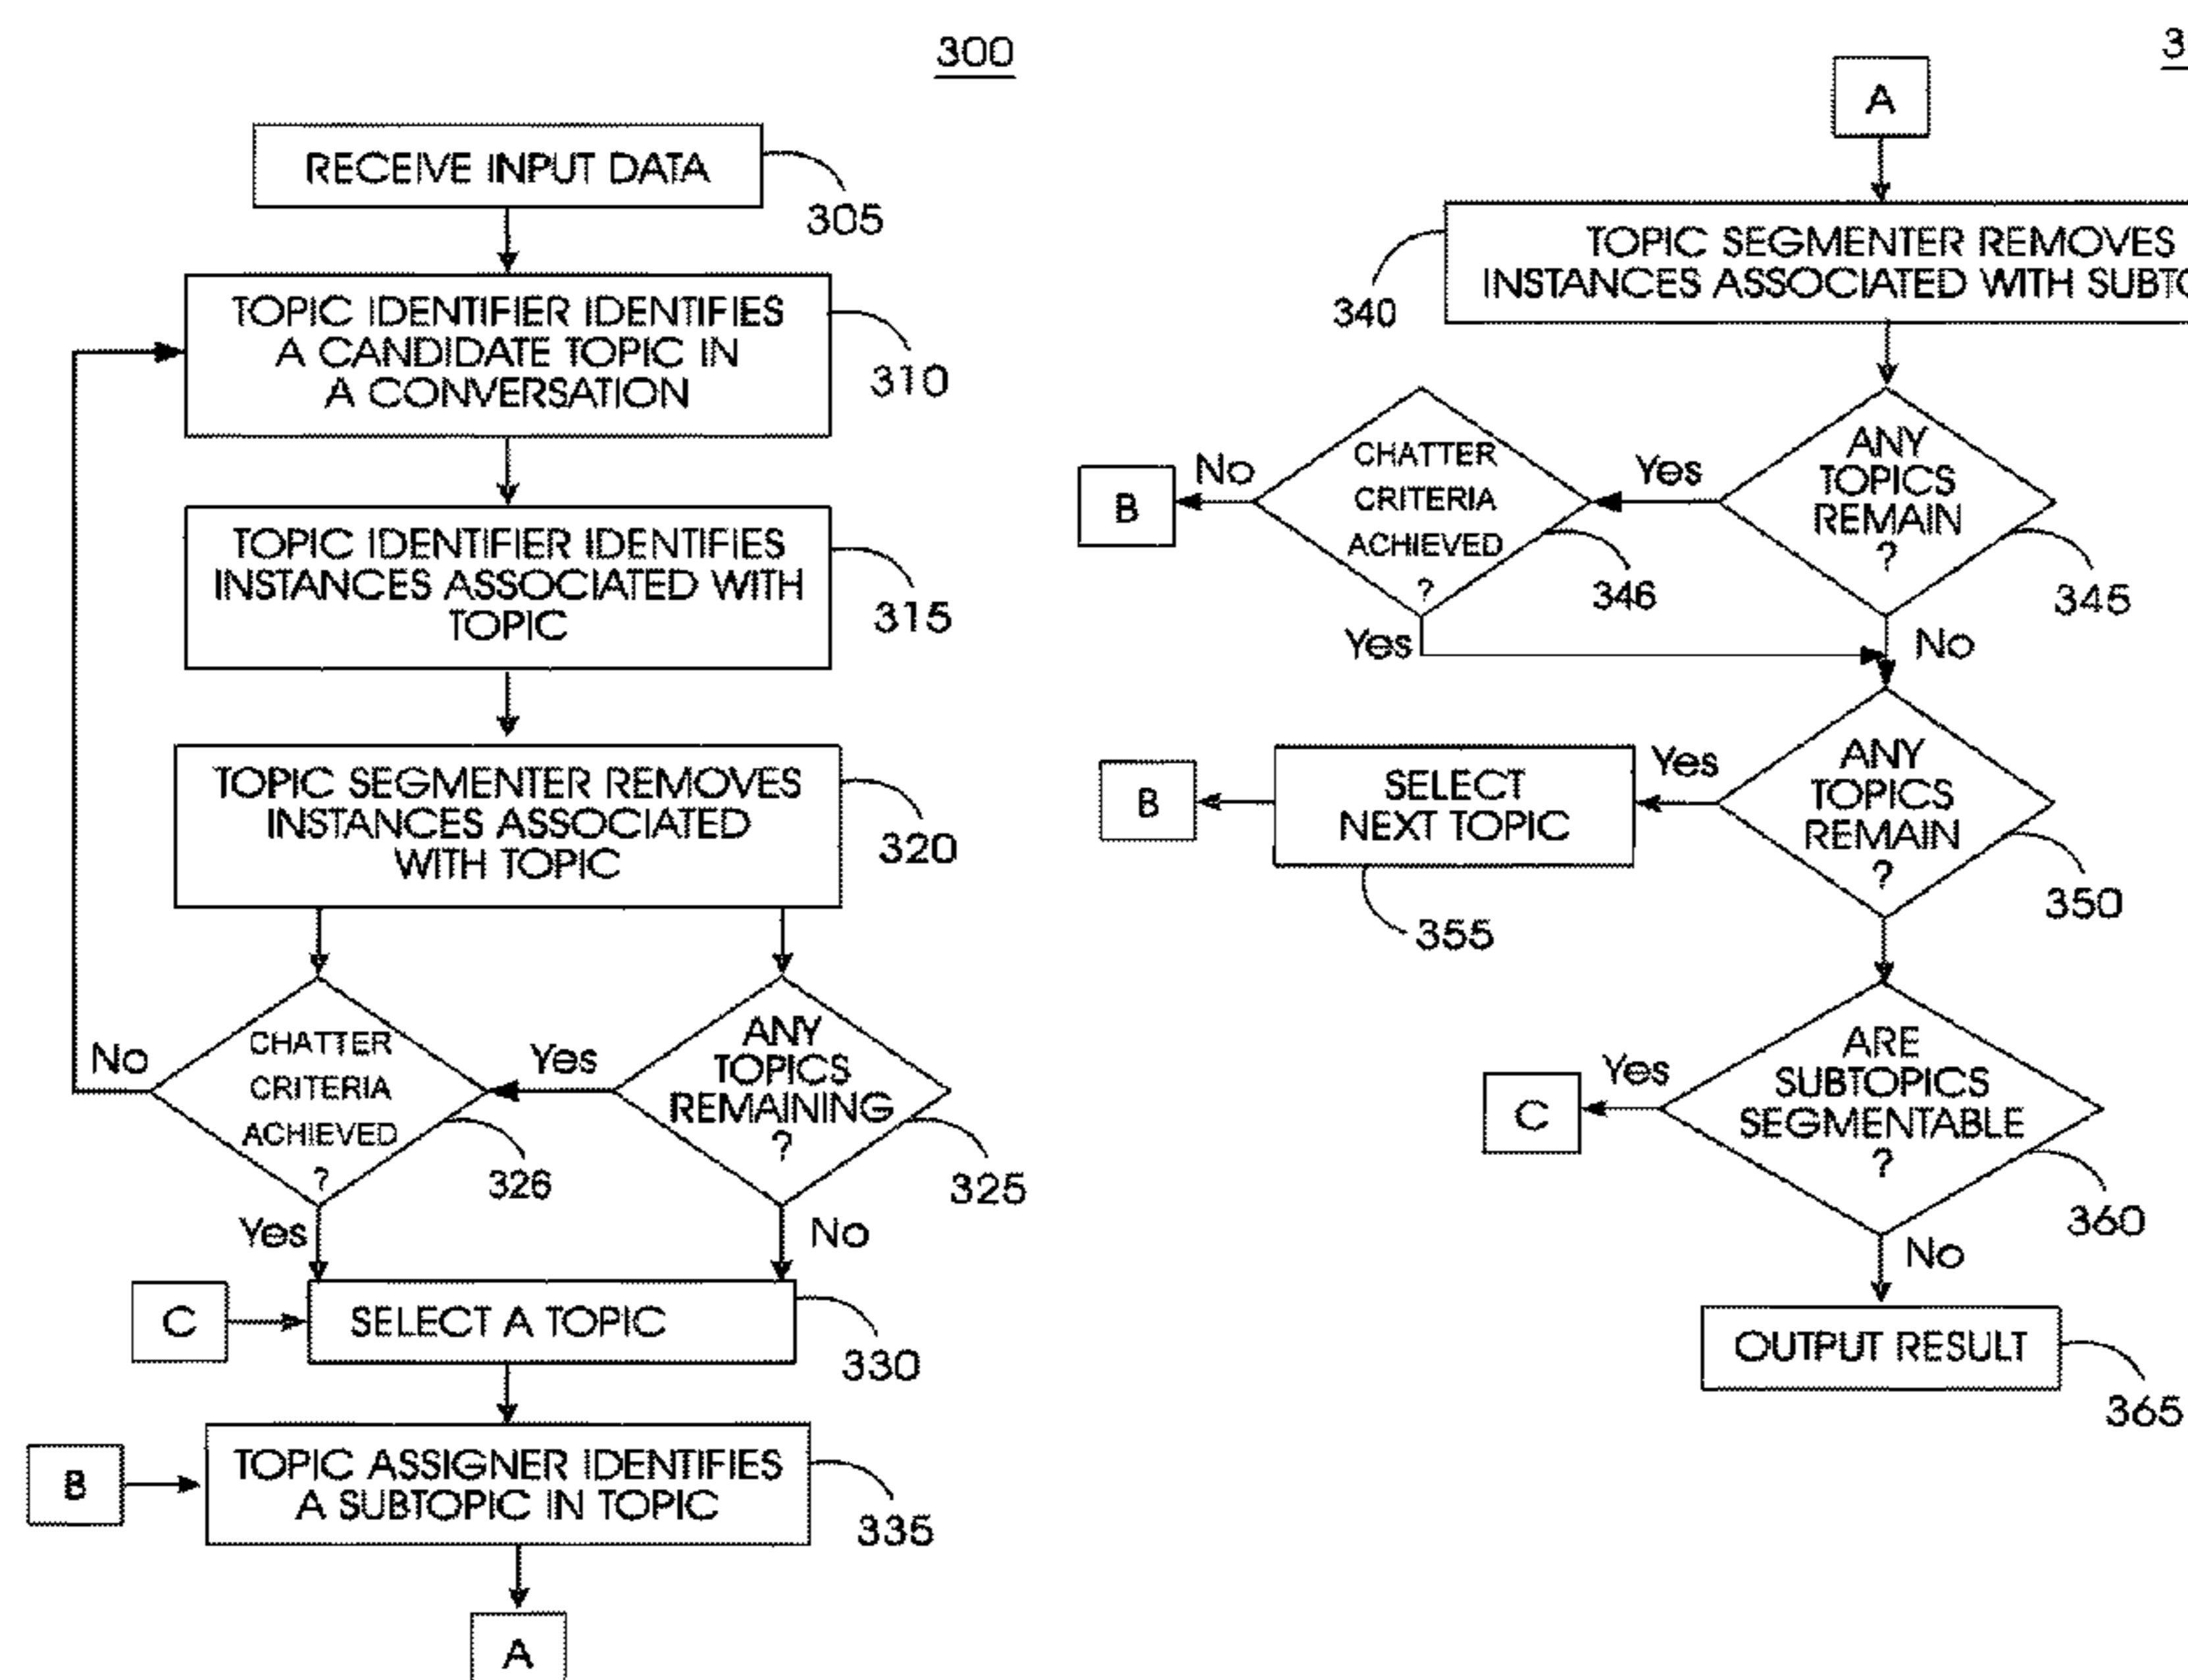 300
RECEIVE INPUT DATA
305
TOPIC IDENTIFIER IDENTIFIES
A CANDIDATE TOPIC IN
A CONVERSATION
310
TOPIC IDENTIFIER IDENTIFIES
INSTANCES ASSOCIATED WITH
TOPIC
315
TOPIC SEGMENTER REMOVES
INSTANCES ASSOCIATED
WITH TOPIC
320
CHATTER
CRITERIA
ACHIEVED
?
326
No
Yes
ANY
TOPICS
REMAINING
?
325
Yes
No
C
SELECT A TOPIC
330
B
TOPIC ASSIGNER IDENTIFIES
A SUBTOPIC IN TOPIC
335
A
A
TOPIC SEGMENTER REMOVES
INSTANCES ASSOCIATED WITH
340
ANY
TOPICS
REMAIN
?
345
Yes
No
CHATTER
CRITERIA
ACHIEVED
?
346
No
Yes
B
ANY
TOPICS
REMAIN
?
350
Yes
SELECT
NEXT TOPIC
355
B
ARE
SUBTOPICS
SEGMENTABLE
?
360
Yes
No
C
OUTPUT RESULT
365